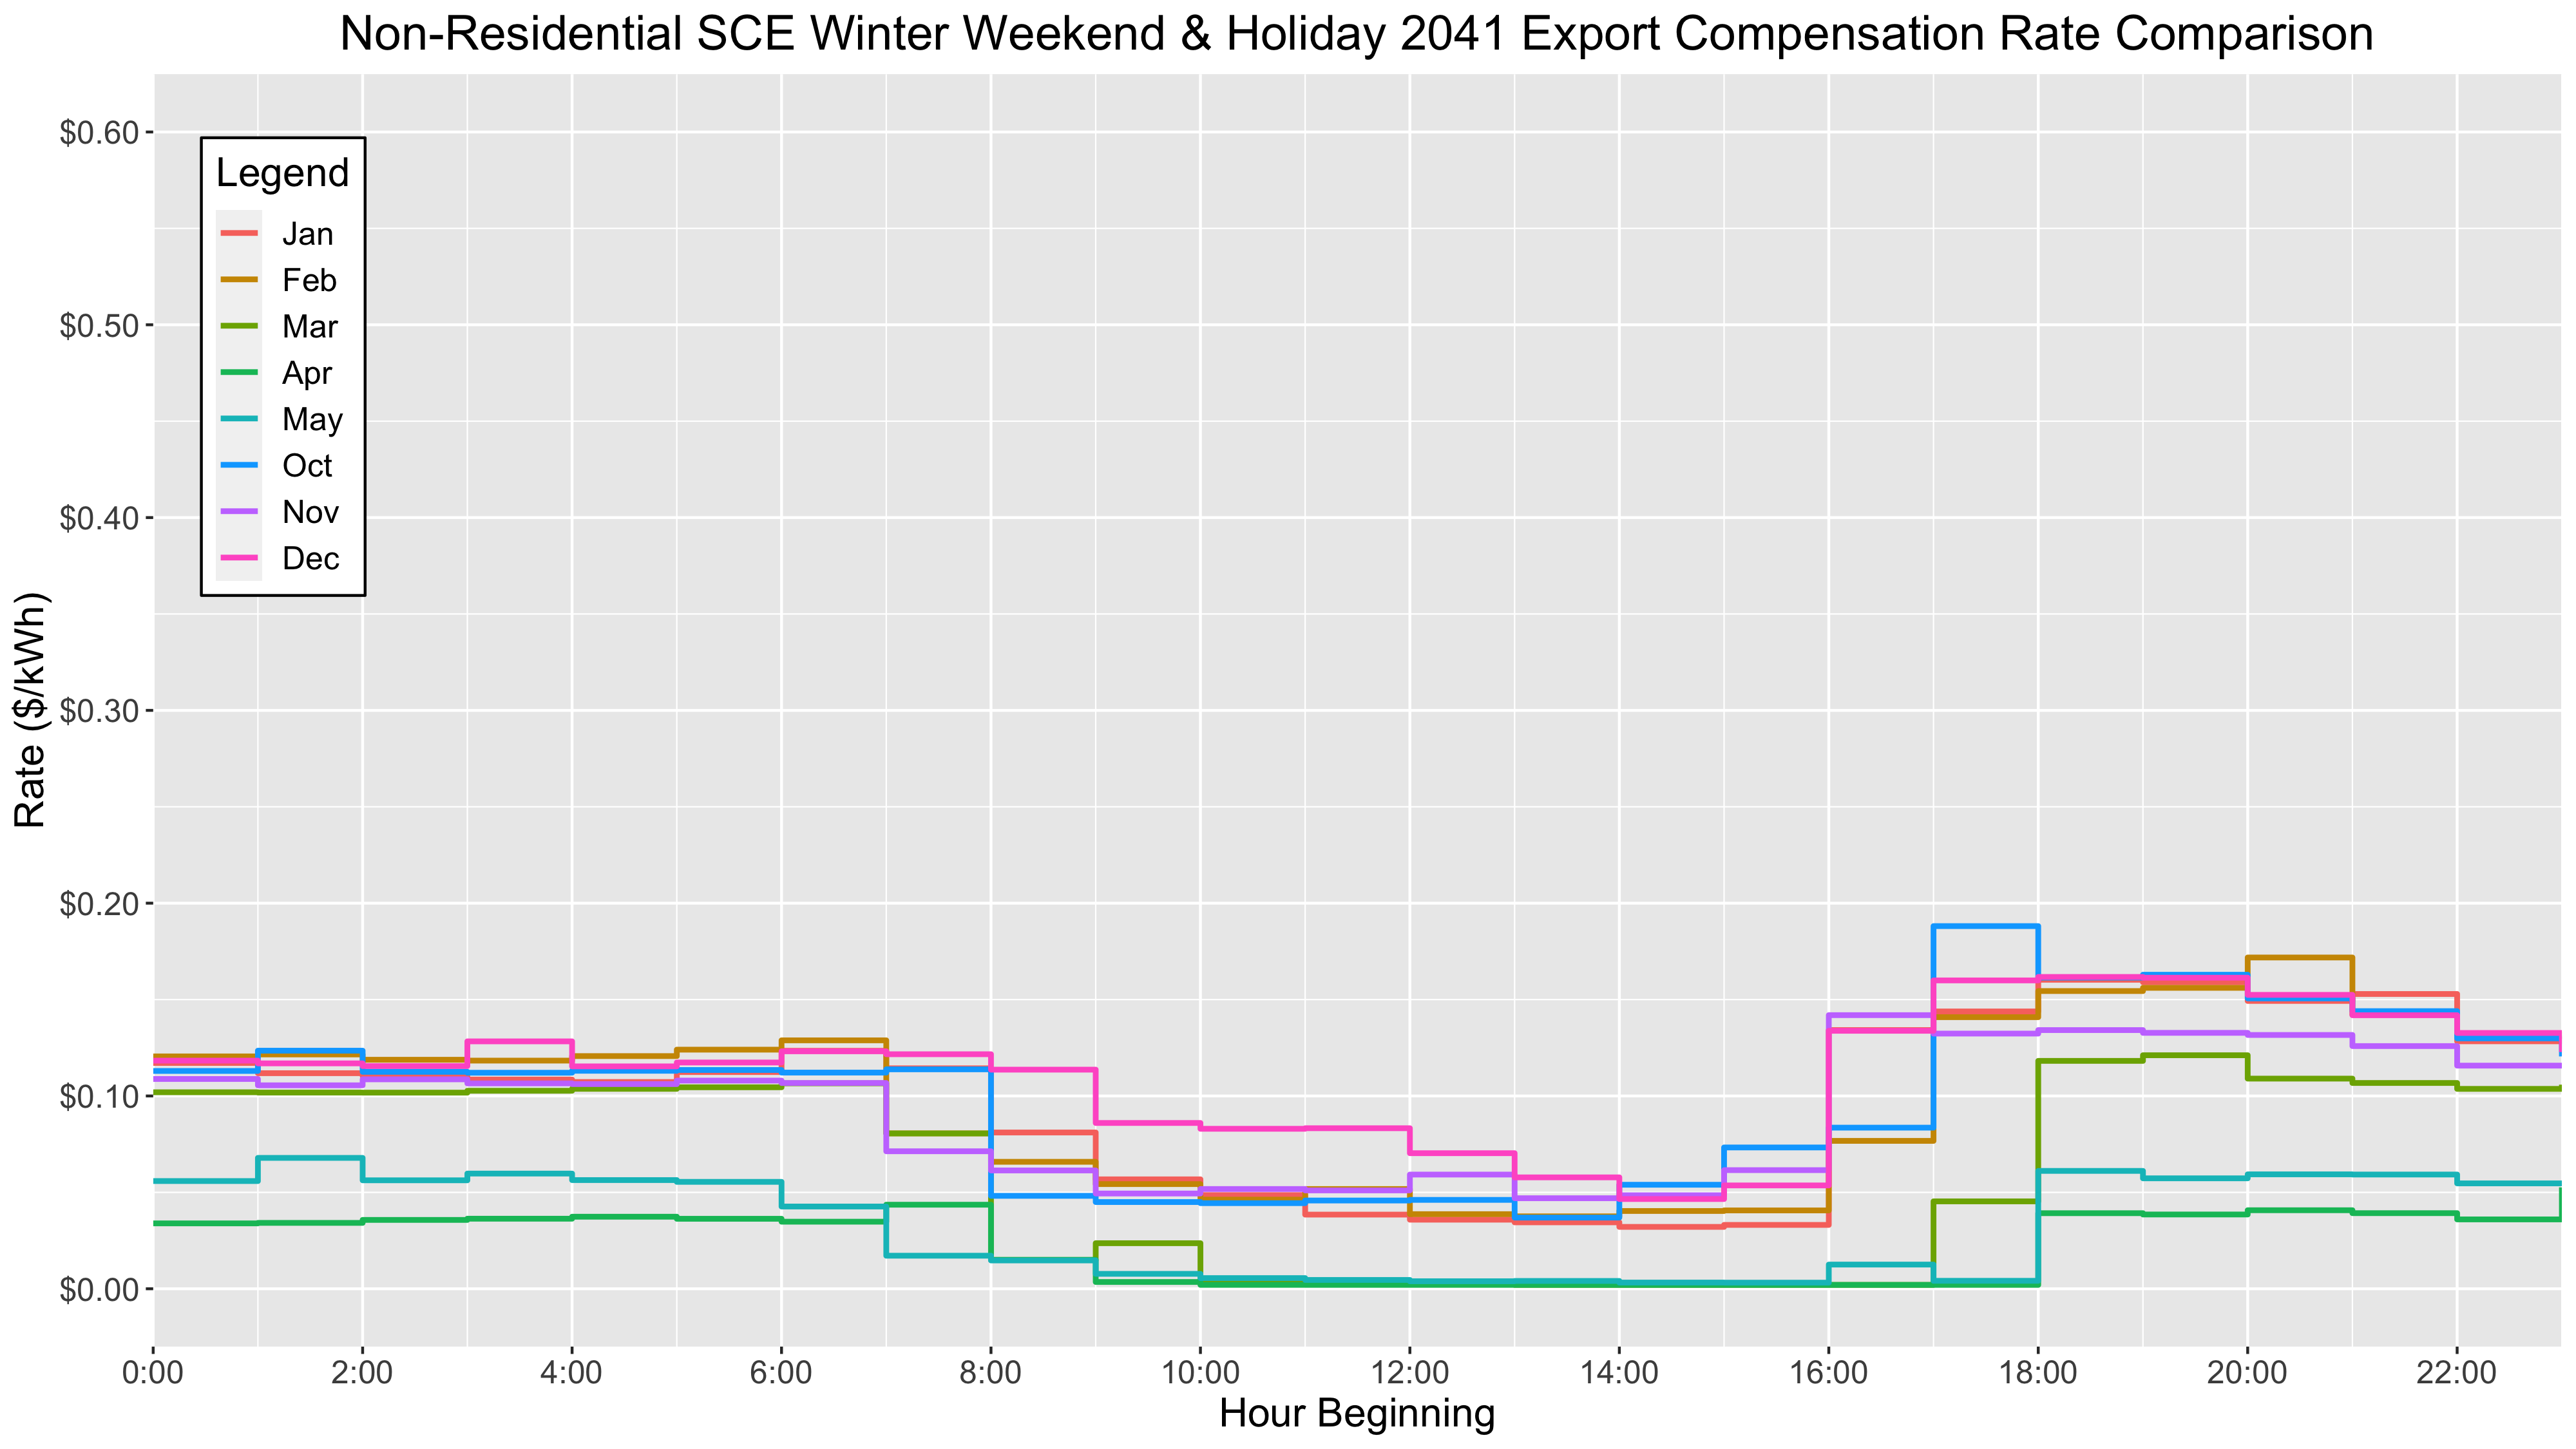 Non-Residential SCE Winter Weekend & Holiday 2041 Export Compensation Rate Comparison
$0.60
$0.50
$0.40
$0.30
$0.20
$0.10
$0.00
Rate ($/kWh)
Legend
Jan
Feb
Mar
Apr
May
Oct
Nov
Dec
0:00 2:00 4:00 6:00 8:00 10:00 12:00 14:00 16:00 18:00 20:00 22:00
Hour Beginning